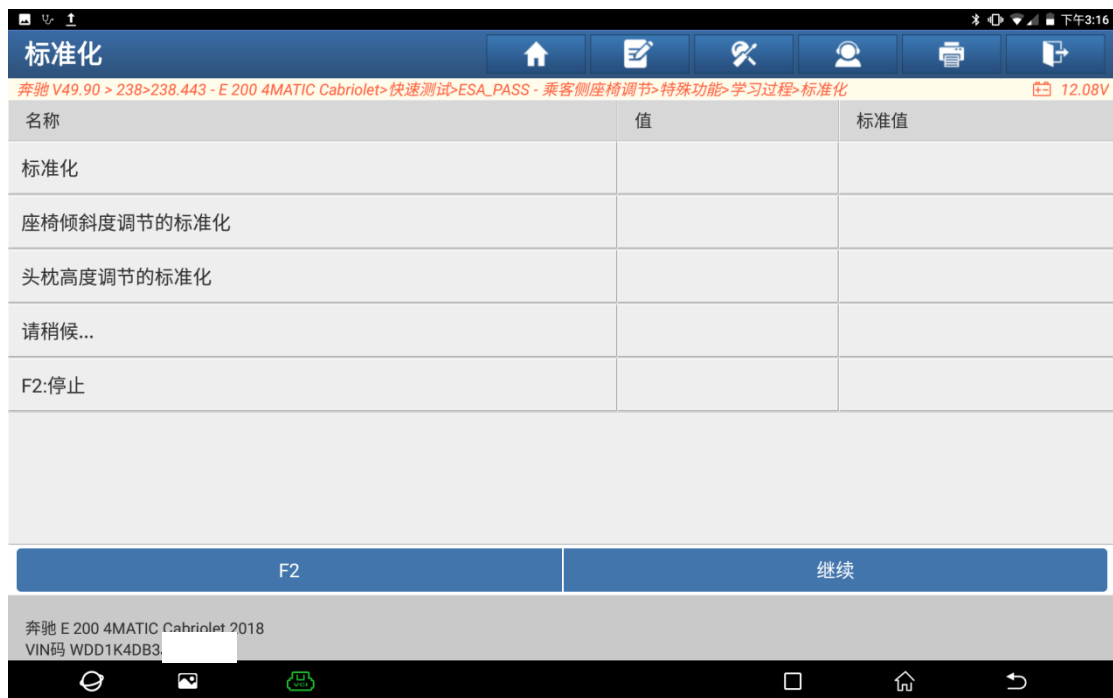 下午3:16
标准化
奔驰 V49.90 > 238>238.443 - E 200 4MATIC Cabriolet>快速测试>ESA_PASS - 乘客侧座椅调节>特殊功能>学习过程>标准化 12.08V
名称 值 标准值
标准化
座椅倾斜度调节的标准化
头枕高度调节的标准化
请稍候...
F2:停止
F2 继续
奔驰 E 200 4MATIC Cabriolet 2018
VIN码 WDD1K4DB3
VCI